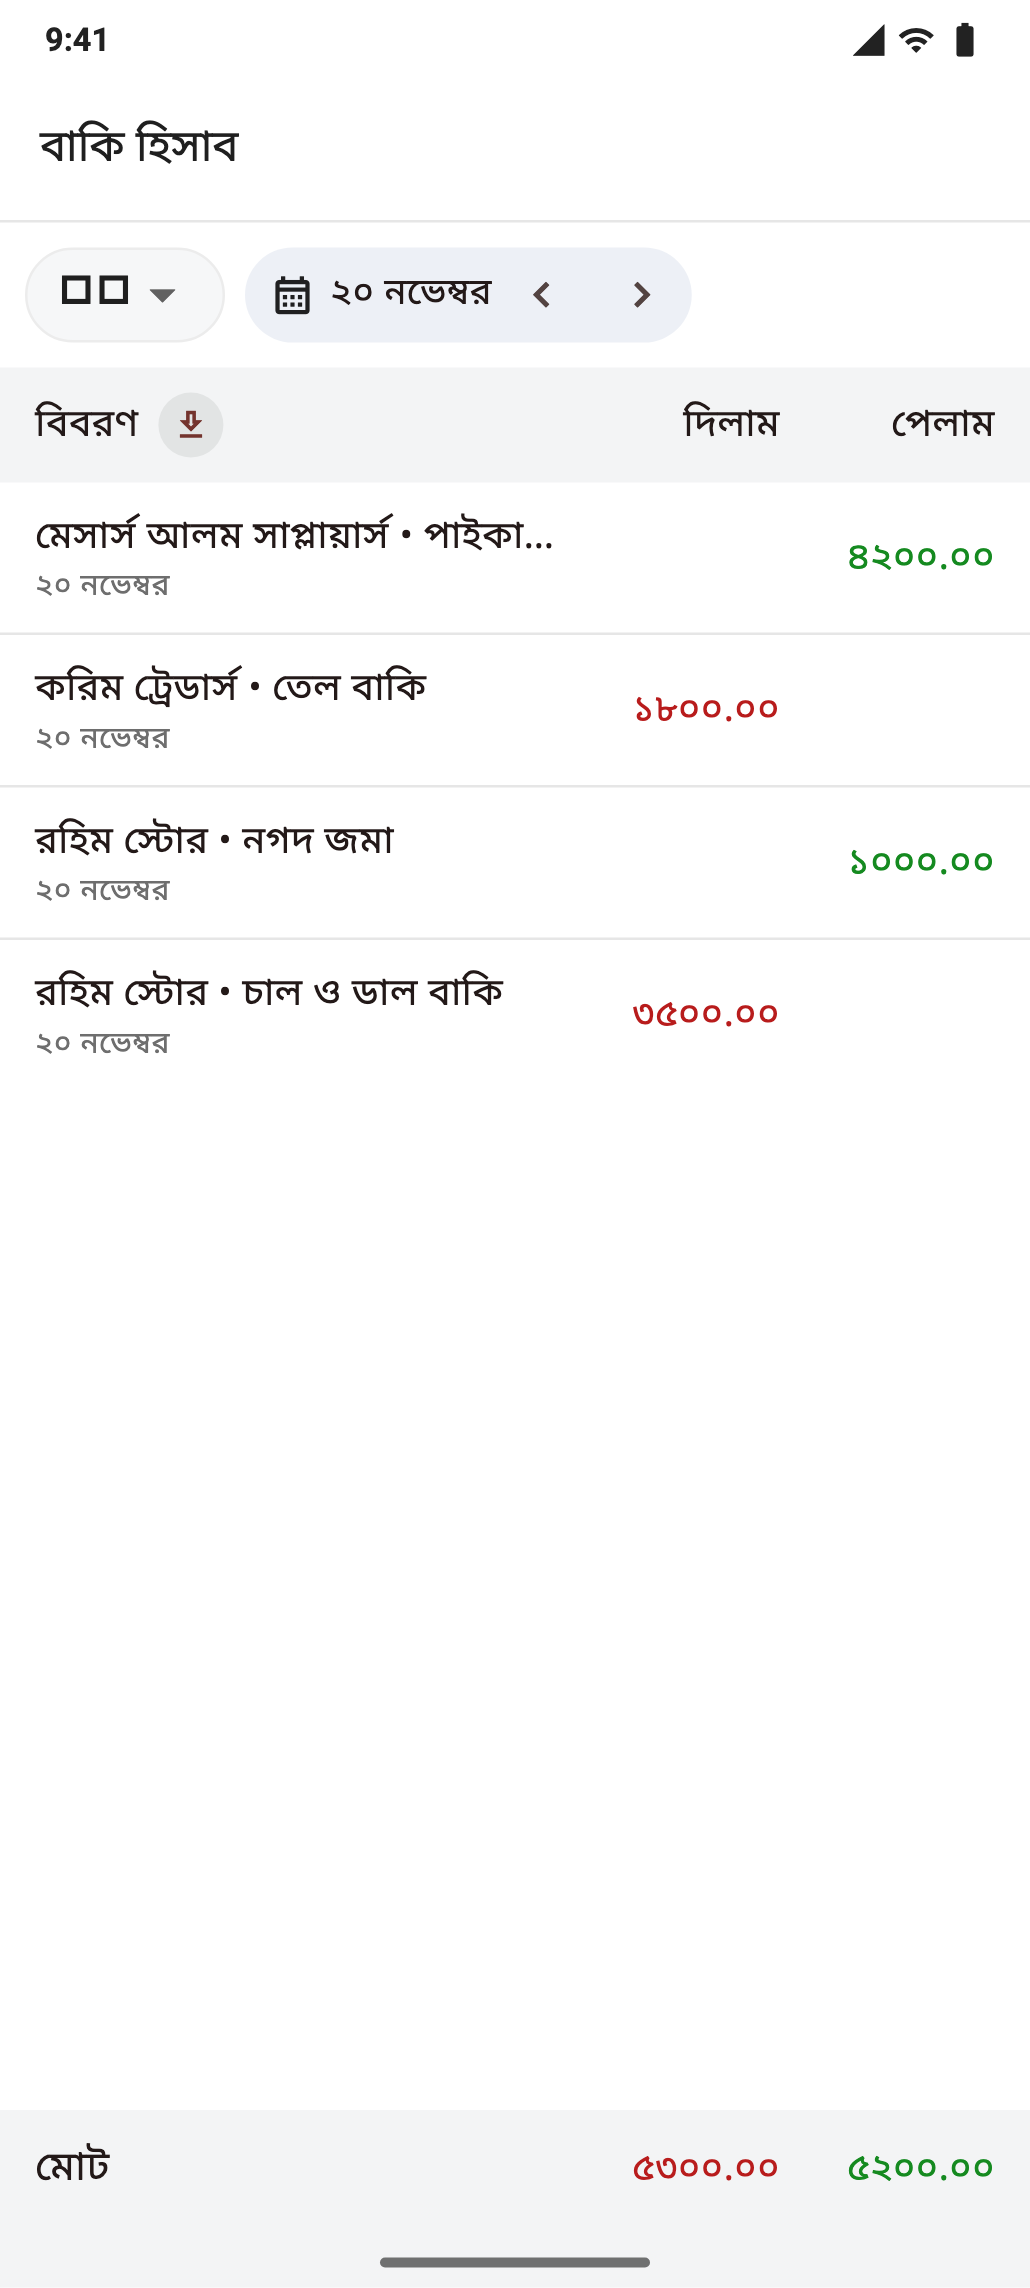 9:41
বাকি হিসাব
২০ নভেম্বর
বিবরণ দিলাম পেলাম
মেসার্স আলম সাপ্লায়ার্স • পাইকা... ৪২০০.০০
২০ নভেম্বর
করিম ট্রেডার্স • তেল বাকি ১৮০০.০০
২০ নভেম্বর
রহিম স্টোর • নগদ জমা ১০০০.০০
২০ নভেম্বর
রহিম স্টোর • চাল ও ডাল বাকি ৩৫০০.০০
২০ নভেম্বর
মোট ৫৩০০.০০ ৫২০০.০০